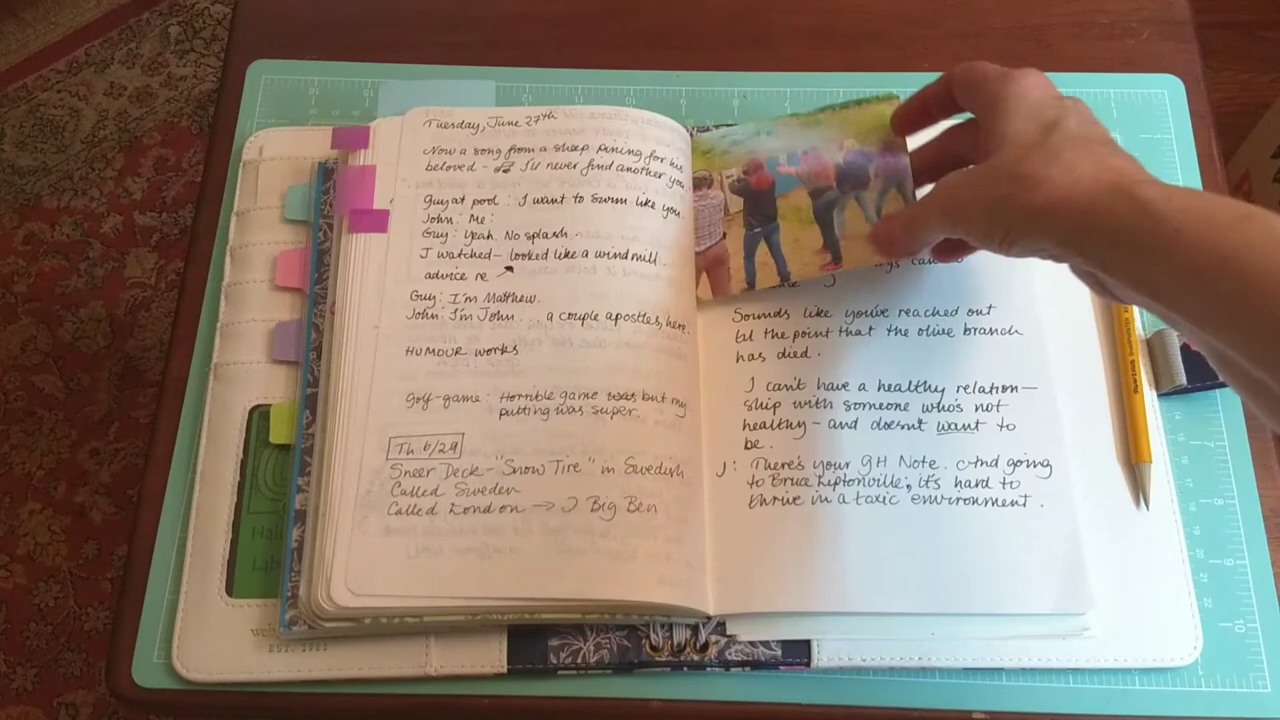 Tuesday, June 27th
Now a song from a sheep pining for his
beloved - ♫ I'll never find another you.
Guy at pool: I want to swim like you.
John: Me:
Guy: Yeah. No splash.
I watched - looked like a windmill.
advice re
Guy: I'm Matthew.
John: I'm John... a couple apostles, here.
HUMOUR works
golf-game: Horrible game was but my
putting was super.
Th 6/29
Sneer Deck - "Snow Tire" in Swedish
Called Sweden
Called London → J Big Ben
Sounds like you've reached out
til the point that the olive branch
has died.
I can't have a healthy relation-
ship with someone who's not
healthy - and doesn't want to
be.
J: There's your GH Note. And going
to Bruce Liptonville, it's hard to
thrive in a toxic environment.
EST. 1985